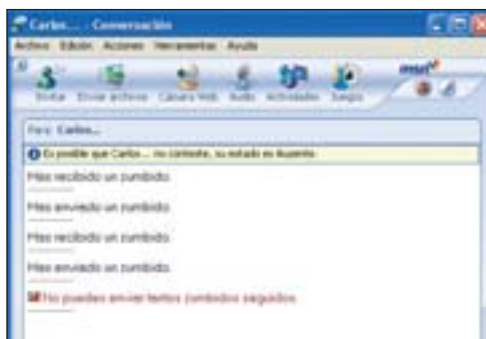 Carlos... - Conversación
Archivo Edición Acciones Herramientas Ayuda
Invitar Enviar archivos Cámara Web Audio Actividades Juegos
msn
Para: Carlos...
Es posible que Carlos... no conteste, su estado es Ausente.
Has recibido un zumbido.
Has enviado un zumbido.
Has recibido un zumbido.
Has enviado un zumbido.
No puedes enviar tantos zumbidos seguidos.